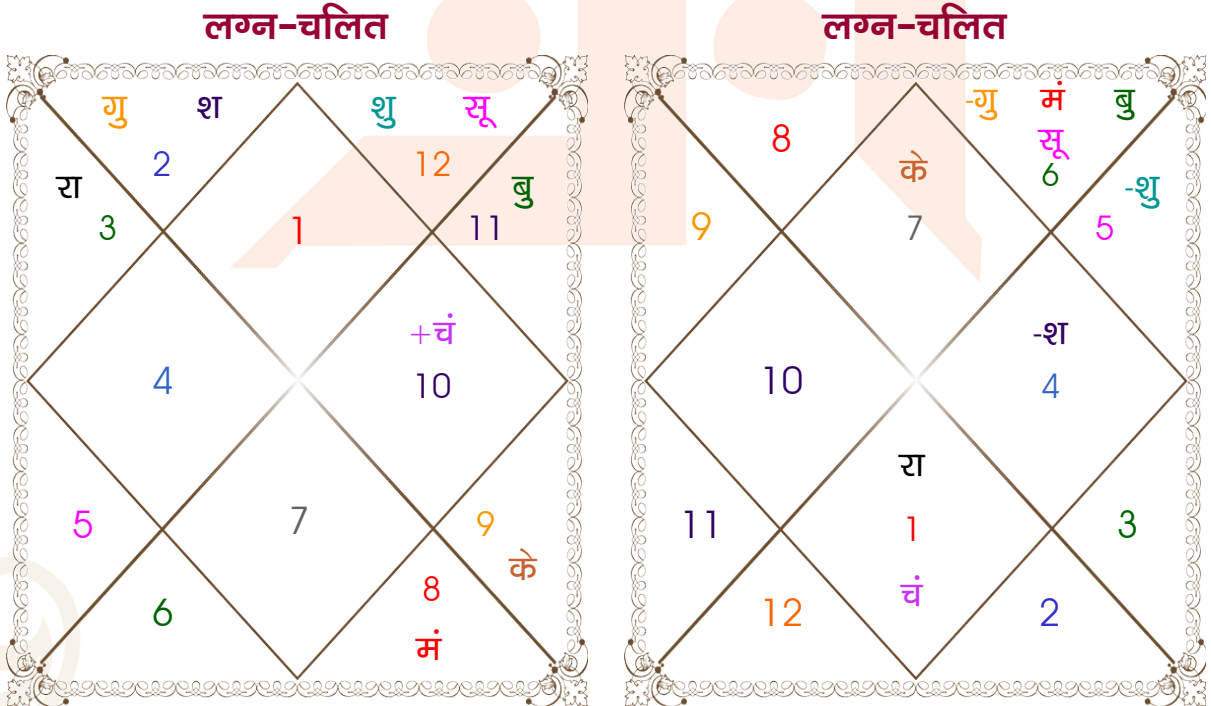 लग्न-चलित
गु श शु सू
2 12
रा बु
3 1 11
+चं
4 10
5 7 9
के
6 8
मं
लग्न-चलित
-गु मं बु
8 सू
के 6 -शु
9 7 5
-श
10 4
रा
11 1 3
12 चं 2